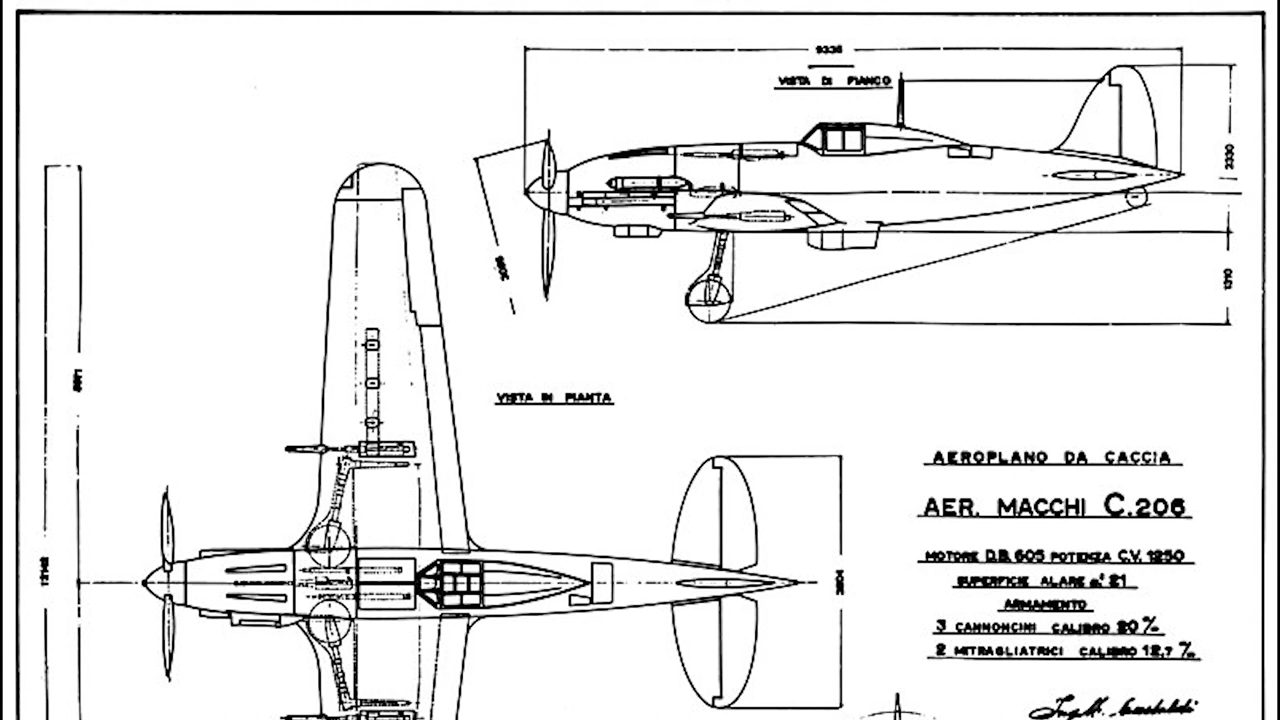 9336
VISTA DI FIANCO
3330
1310
VISTA IN PIANTA
12142
AEROPLANO DA CACCIA
AER. MACCHI C.206
MOTORE D.B. 605 POTENZA C.V. 1250
SUPERFICIE ALARE m² 21
ARMAMENTO
3 CANNONCINI CALIBRO 20 m/m
2 MITRAGLIATRICI CALIBRO 12,7 m/m